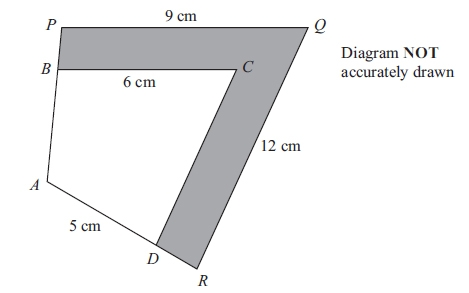 9 cm
P
Q
Diagram NOT
accurately drawn
B
C
6 cm
12 cm
A
5 cm
D
R